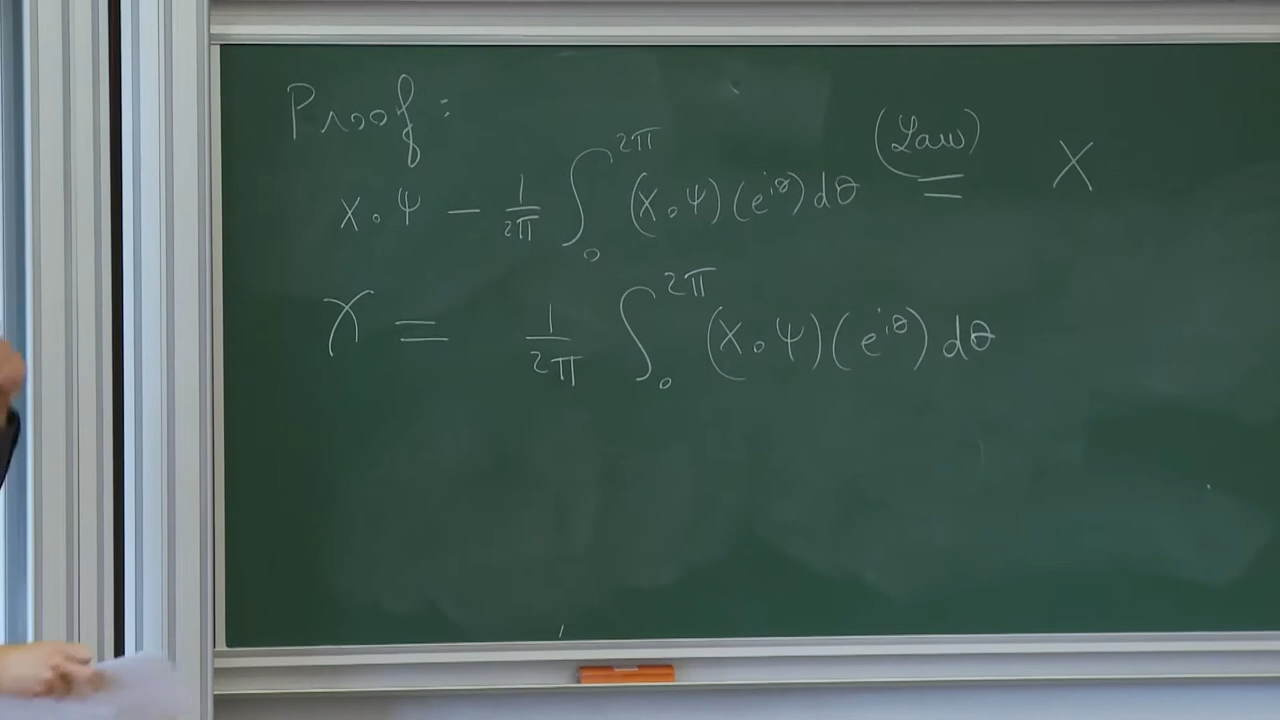 Proof:
X∘Ψ − 1/2π ∫₀^{2π} (X∘Ψ)(e^{iθ})dθ (Law) = X
X = 1/2π ∫₀^{2π} (X∘Ψ)(e^{iθ})dθ